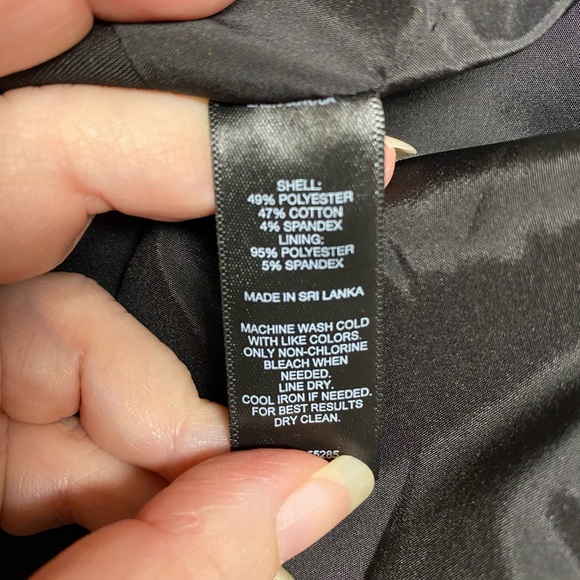 SHELL:
49% POLYESTER
47% COTTON
4% SPANDEX
LINING:
95% POLYESTER
5% SPANDEX
MADE IN SRI LANKA
MACHINE WASH COLD
WITH LIKE COLORS.
ONLY NON-CHLORINE
BLEACH WHEN
NEEDED.
LINE DRY.
COOL IRON IF NEEDED.
FOR BEST RESULTS
DRY CLEAN.
55285